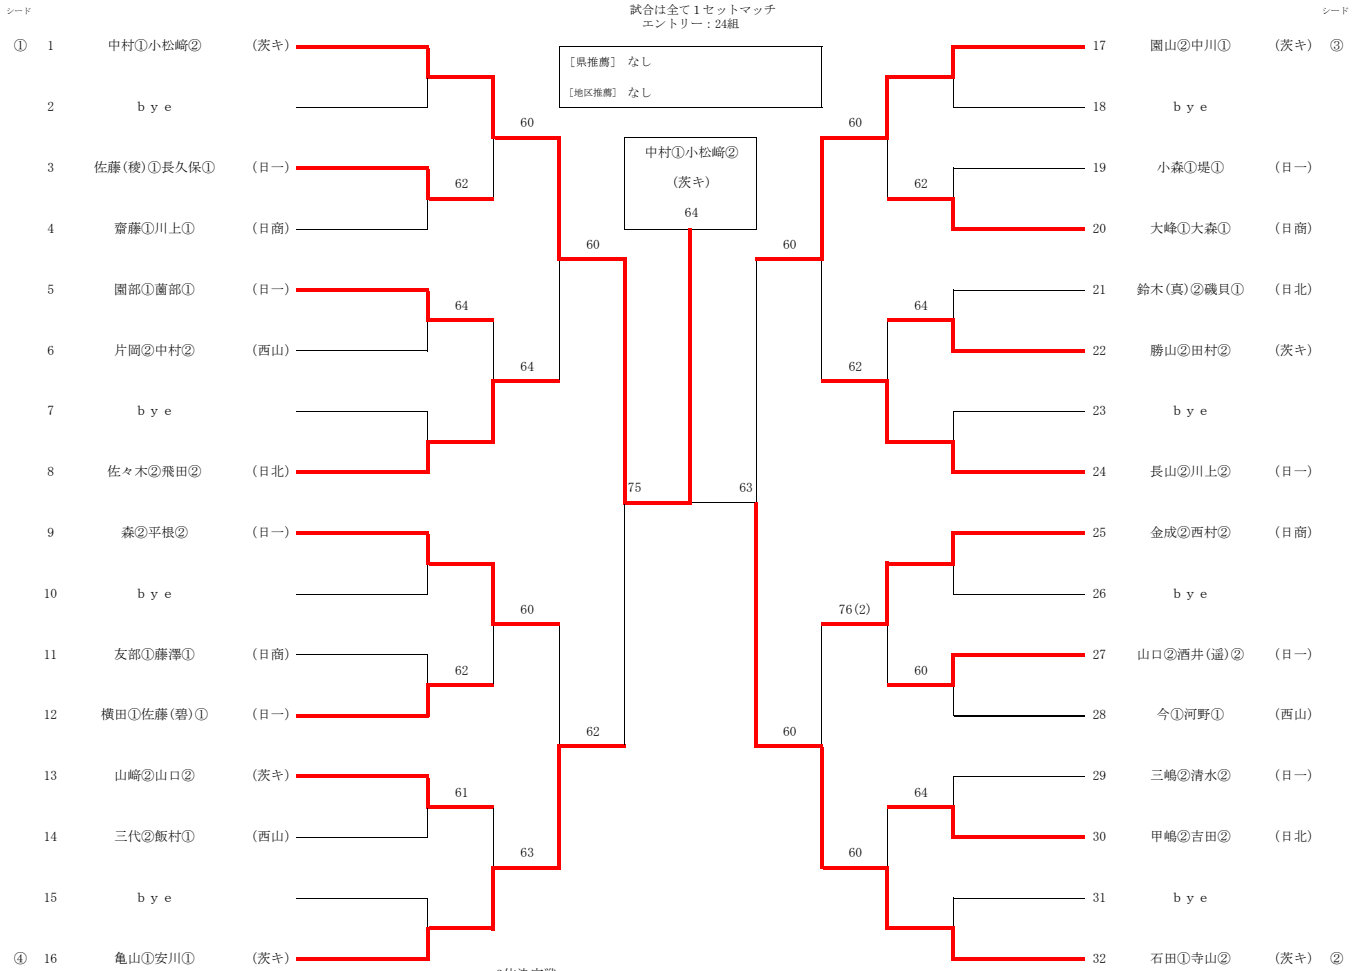 試合は全て１セットマッチ
エントリー：24組
シード
シード
① 1 中村①小松﨑② (茨キ)
2 ｂｙｅ
3 佐藤(稜)①長久保① (日一)
4 齋藤①川上① (日商)
5 園部①薗部① (日一)
6 片岡②中村② (西山)
7 ｂｙｅ
8 佐々木②飛田② (日北)
9 森②平根② (日一)
10 ｂｙｅ
11 友部①藤澤① (日商)
12 横田①佐藤(碧)① (日一)
13 山﨑②山口② (茨キ)
14 三代②飯村① (西山)
15 ｂｙｅ
④ 16 亀山①安川① (茨キ)
62
64
62
61
60
64
60
63
60
62
75
[県推薦] なし
[地区推薦] なし
中村①小松﨑②
(茨キ)
64
63
60
60
60
62
76(2)
60
62
64
60
64
17 園山②中川① (茨キ) ③
18 ｂｙｅ
19 小森①堤① (日一)
20 大峰①大森① (日商)
21 鈴木(真)②磯貝① (日北)
22 勝山②田村② (茨キ)
23 ｂｙｅ
24 長山②川上② (日一)
25 金成②西村② (日商)
26 ｂｙｅ
27 山口②酒井(遥)② (日一)
28 今①河野① (西山)
29 三嶋②清水② (日一)
30 甲嶋②吉田② (日北)
31 ｂｙｅ
32 石田①寺山② (茨キ) ②